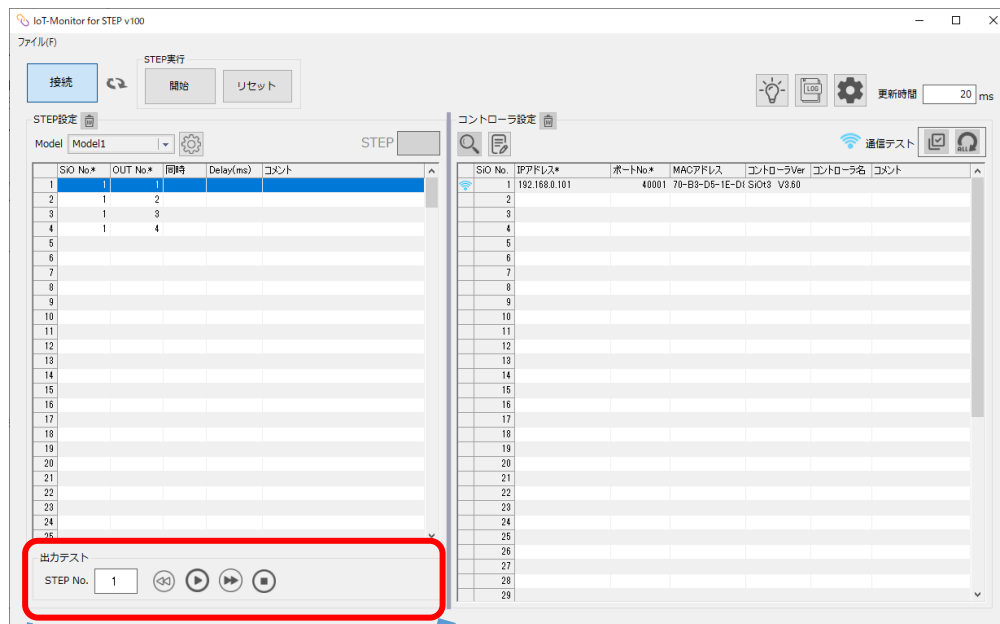 IoT-Monitor for STEP v100
ファイル(F)
接続
STEP実行
開始
リセット
LOG
更新時間 20 ms
STEP設定
Model Model1
STEP
SiO No.* OUT No.* 同時 Delay(ms) コメント
1 1 1
2 1 2
3 1 3
4 1 4
5
6
7
8
9
10
11
12
13
14
15
16
17
18
19
20
21
22
23
24
25
出力テスト
STEP No. 1
コントローラ設定
通信テスト
ALL
SiO No. IPアドレス* ポートNo.* MACアドレス コントローラVer コントローラ名 コメント
1 192.168.0.101 40001 70-B3-D5-1E-D( SiOt3 V3.60
2
3
4
5
6
7
8
9
10
11
12
13
14
15
16
17
18
19
20
21
22
23
24
25
26
27
28
29